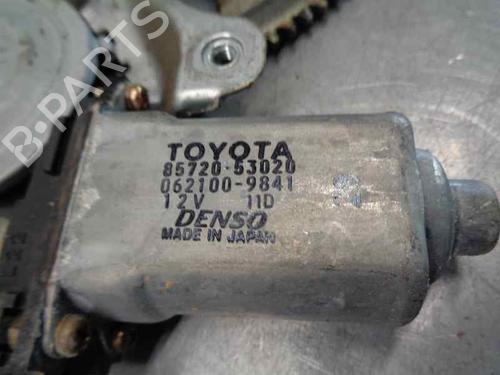 TOYOTA
85720-53020
062100-9841
12V 11D
DENSO
MADE IN JAPAN
B-PARTS